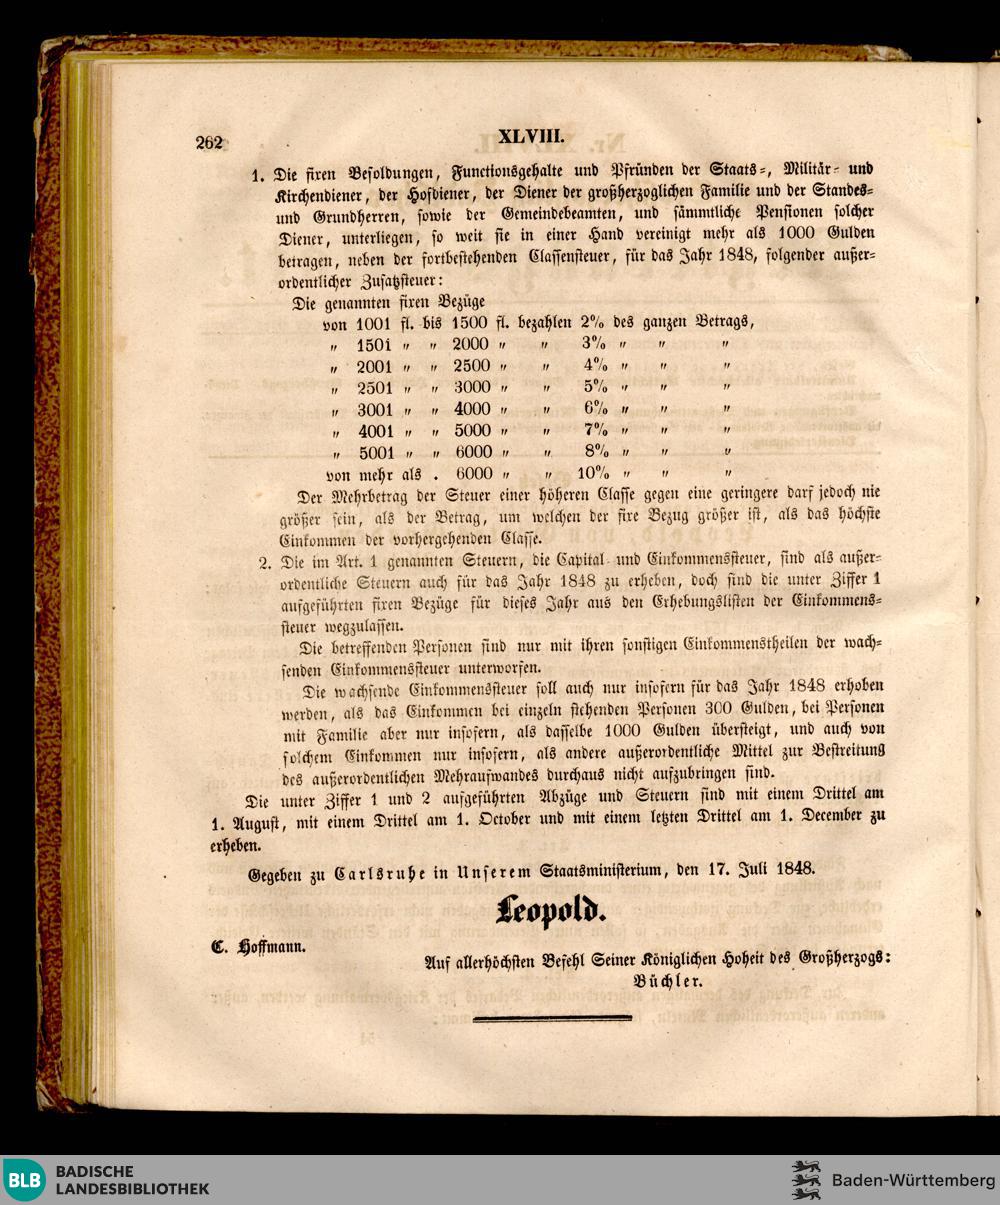 262
XLVIII.
1. Die fixen Besoldungen, Functionsgehalte und Pfründen der Staats-, Militär- und
Kirchendiener, der Hofdiener, der Diener der großherzoglichen Familie und der Standes-
und Grundherren, sowie der Gemeindebeamten, und sämmtliche Pensionen solcher
Diener, unterliegen, so weit sie in einer Hand vereinigt mehr als 1000 Gulden
betragen, neben der fortbestehenden Classensteuer, für das Jahr 1848, folgender außer-
ordentlicher Zusatzsteuer:
Die genannten fixen Bezüge
von 1001 fl. bis 1500 fl. bezahlen 2% des ganzen Betrags,
" 1501 " " 2000 " " 3% " " "
" 2001 " " 2500 " " 4% " " "
" 2501 " " 3000 " " 5% " " "
" 3001 " " 4000 " " 6% " " "
" 4001 " " 5000 " " 7% " " "
" 5001 " " 6000 " " 8% " " "
von mehr als . 6000 " " 10% " " "
Der Mehrbetrag der Steuer einer höheren Classe gegen eine geringere darf jedoch nie
größer sein, als der Betrag, um welchen der fixe Bezug größer ist, als das höchste
Einkommen der vorhergehenden Classe.
2. Die im Art. 1 genannten Steuern, die Capital- und Einkommensteuer, sind als außer-
ordentliche Steuern auch für das Jahr 1848 zu erheben, doch sind die unter Ziffer 1
aufgeführten fixen Bezüge für dieses Jahr aus den Erhebungslisten der Einkommens-
steuer wegzulassen.
Die betreffenden Personen sind nur mit ihren sonstigen Einkommenstheilen der wach-
senden Einkommenssteuer unterworfen.
Die wachsende Einkommenssteuer soll auch nur insofern für das Jahr 1848 erhoben
werden, als das Einkommen bei einzeln stehenden Personen 300 Gulden, bei Personen
mit Familie aber nur insofern, als dasselbe 1000 Gulden übersteigt, und auch von
solchem Einkommen nur insofern, als andere außerordentliche Mittel zur Bestreitung
des außerordentlichen Mehraufwandes durchaus nicht aufzubringen sind.
Die unter Ziffer 1 und 2 aufgeführten Abzüge und Steuern sind mit einem Drittel am
1. August, mit einem Drittel am 1. October und mit einem letzten Drittel am 1. December zu
erheben.
Gegeben zu Carlsruhe in Unserem Staatsministerium, den 17. Juli 1848.
Leopold.
C. Hoffmann.
Auf allerhöchsten Befehl Seiner Königlichen Hoheit des Großherzogs:
Büchler.
BLB
BADISCHE
LANDESBIBLIOTHEK
Baden-Württemberg